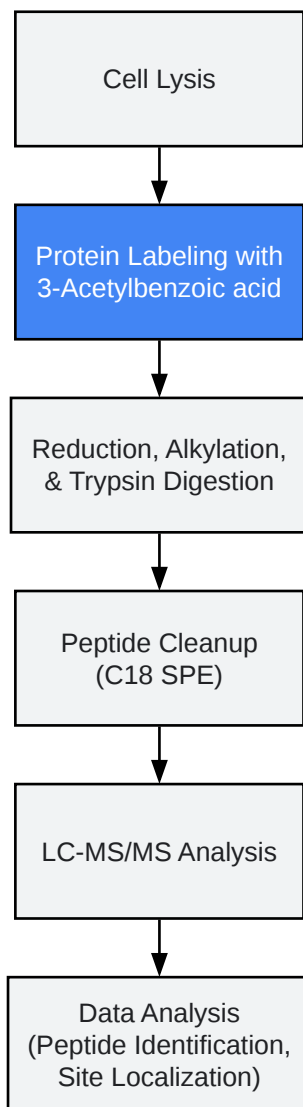 Cell Lysis
Protein Labeling with
3-Acetylbenzoic acid
Reduction, Alkylation,
& Trypsin Digestion
Peptide Cleanup
(C18 SPE)
LC-MS/MS Analysis
Data Analysis
(Peptide Identification,
Site Localization)